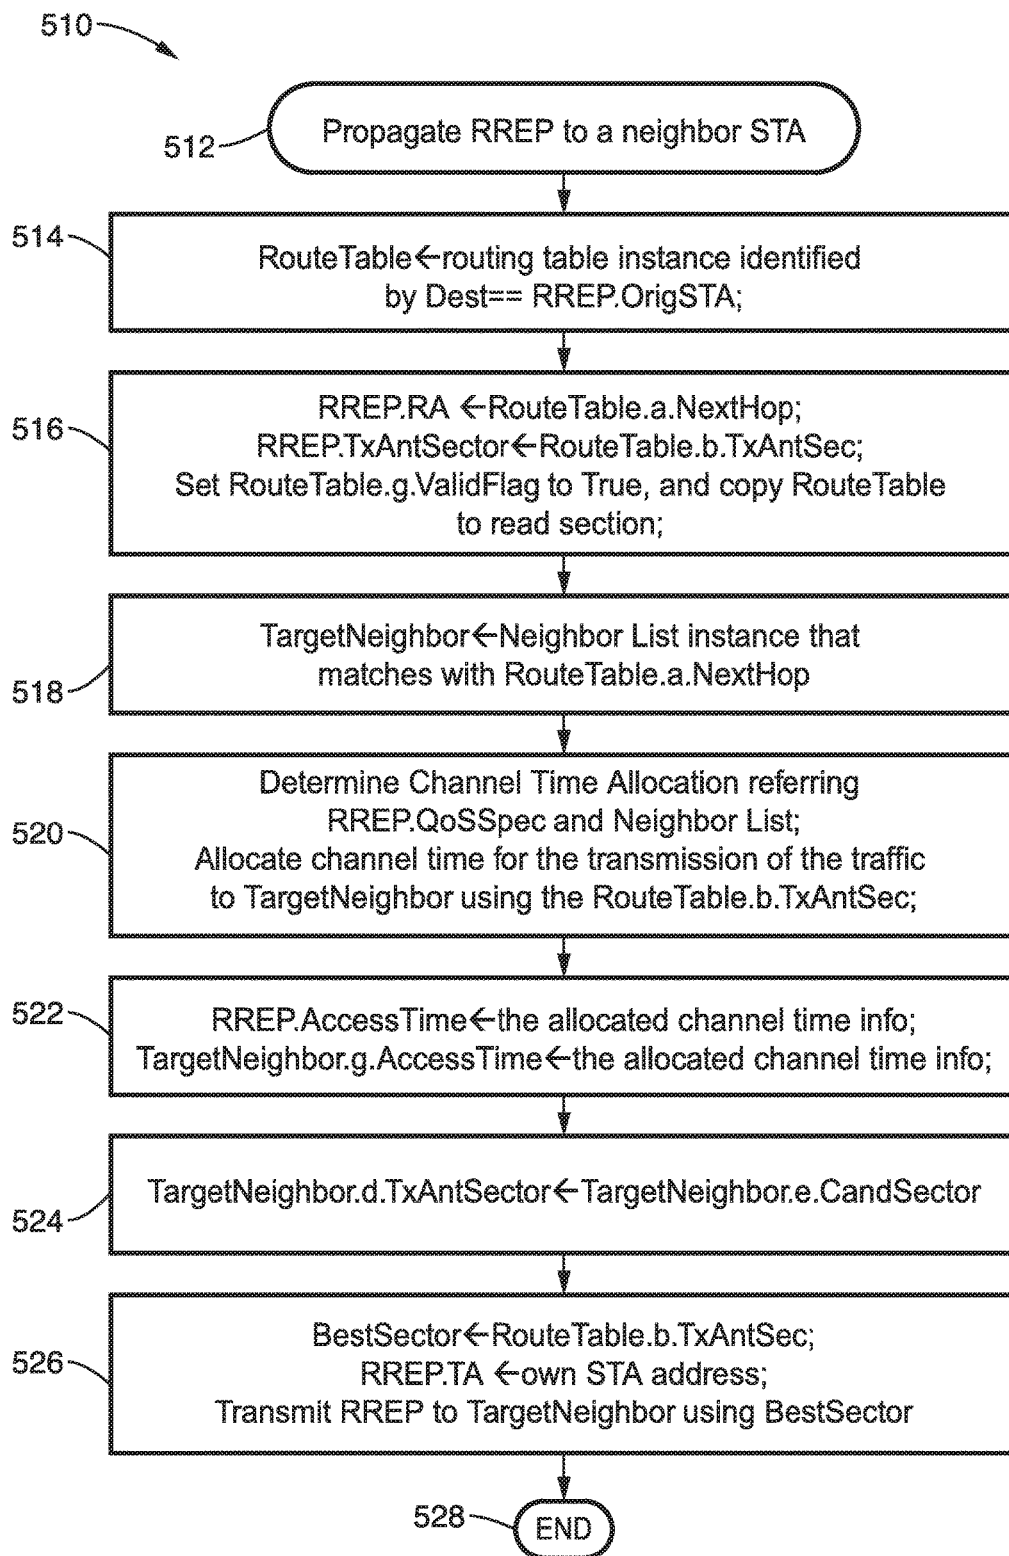 510
512
Propagate RREP to a neighbor STA
514
RouteTable←routing table instance identified
by Dest== RREP.OrigSTA;
516
RREP.RA ←RouteTable.a.NextHop;
RREP.TxAntSector←RouteTable.b.TxAntSec;
Set RouteTable.g.ValidFlag to True, and copy RouteTable
to read section;
518
TargetNeighbor←Neighbor List instance that
matches with RouteTable.a.NextHop
520
Determine Channel Time Allocation referring
RREP.QoSSpec and Neighbor List;
Allocate channel time for the transmission of the traffic
to TargetNeighbor using the RouteTable.b.TxAntSec;
522
RREP.AccessTime←the allocated channel time info;
TargetNeighbor.g.AccessTime←the allocated channel time info;
524
TargetNeighbor.d.TxAntSector←TargetNeighbor.e.CandSector
526
BestSector←RouteTable.b.TxAntSec;
RREP.TA ←own STA address;
Transmit RREP to TargetNeighbor using BestSector
528
END